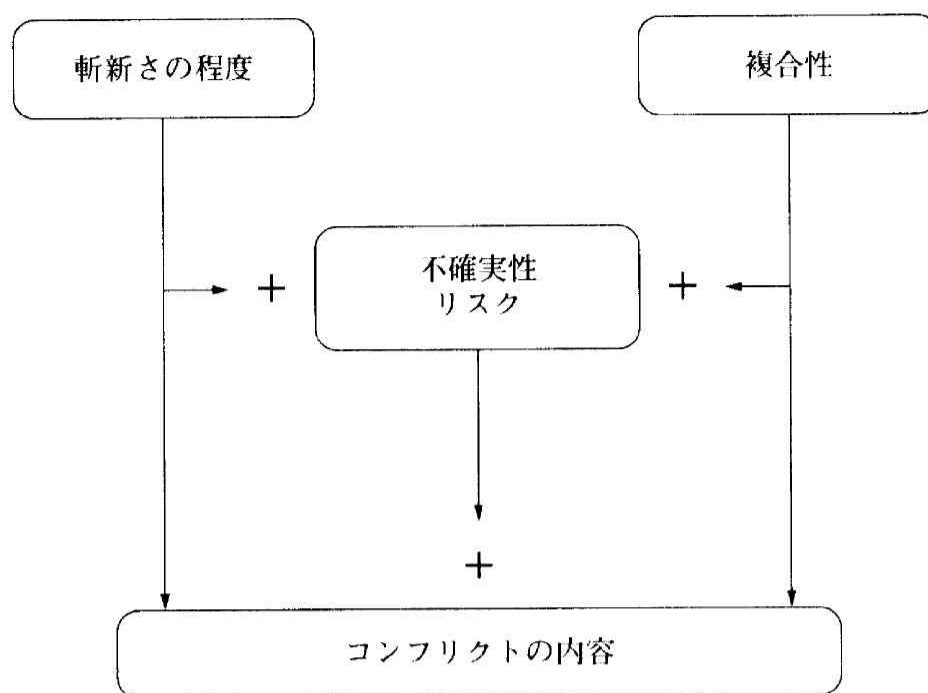 斬新さの程度
複合性
+
不確実性
リスク
+
+
コンフリクトの内容